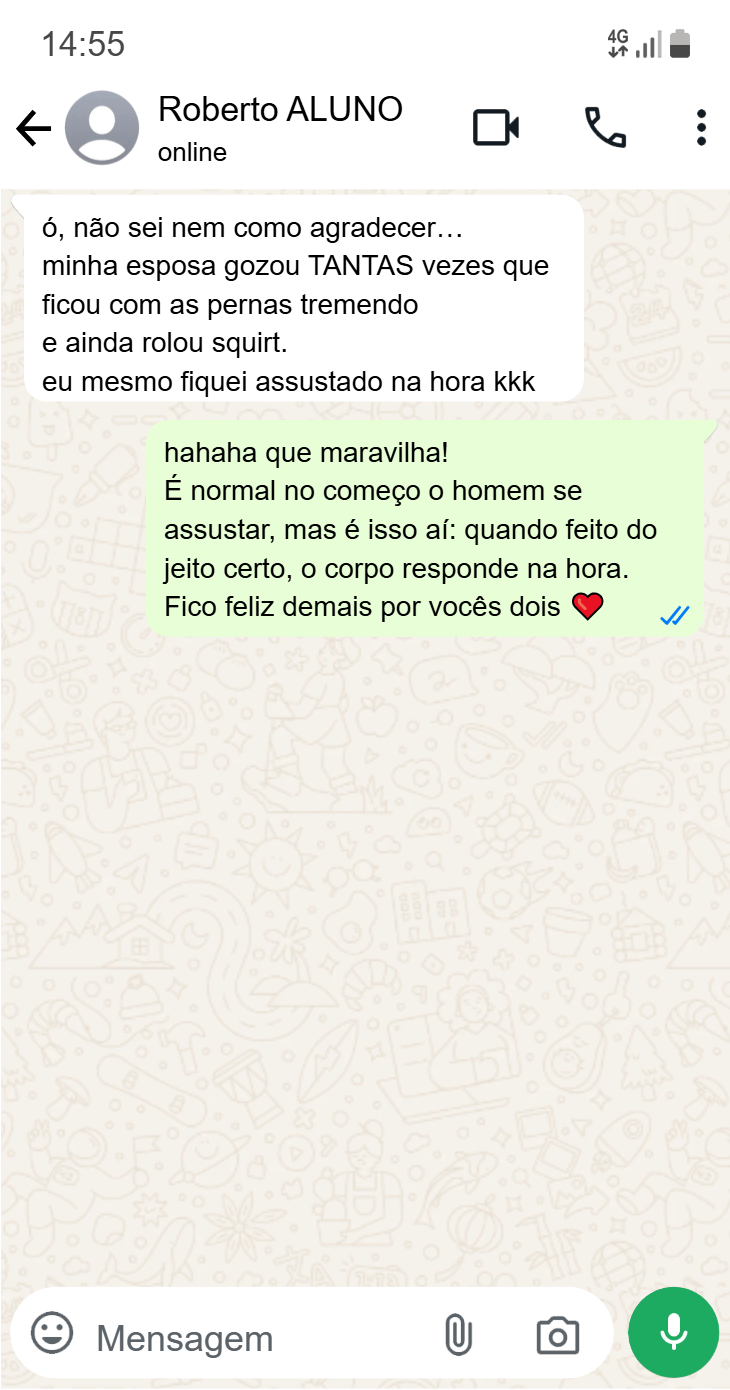 14:55
4G
Roberto ALUNO
online
ó, não sei nem como agradecer…
minha esposa gozou TANTAS vezes que
ficou com as pernas tremendo
e ainda rolou squirt.
eu mesmo fiquei assustado na hora kkk
hahaha que maravilha!
É normal no começo o homem se
assustar, mas é isso aí: quando feito do
jeito certo, o corpo responde na hora.
Fico feliz demais por vocês dois ❤️
Mensagem